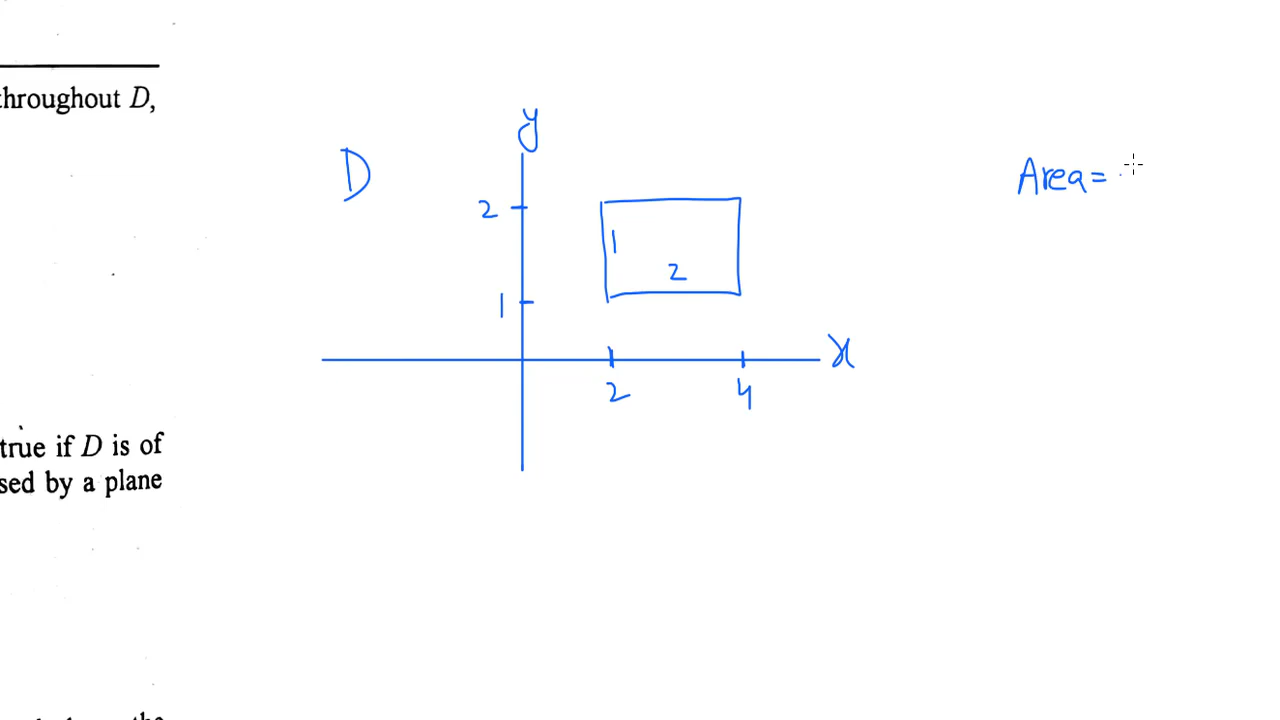 throughout D,
y
D
Area=
2
1
2
1
x
2
4
true if D is of
sed by a plane